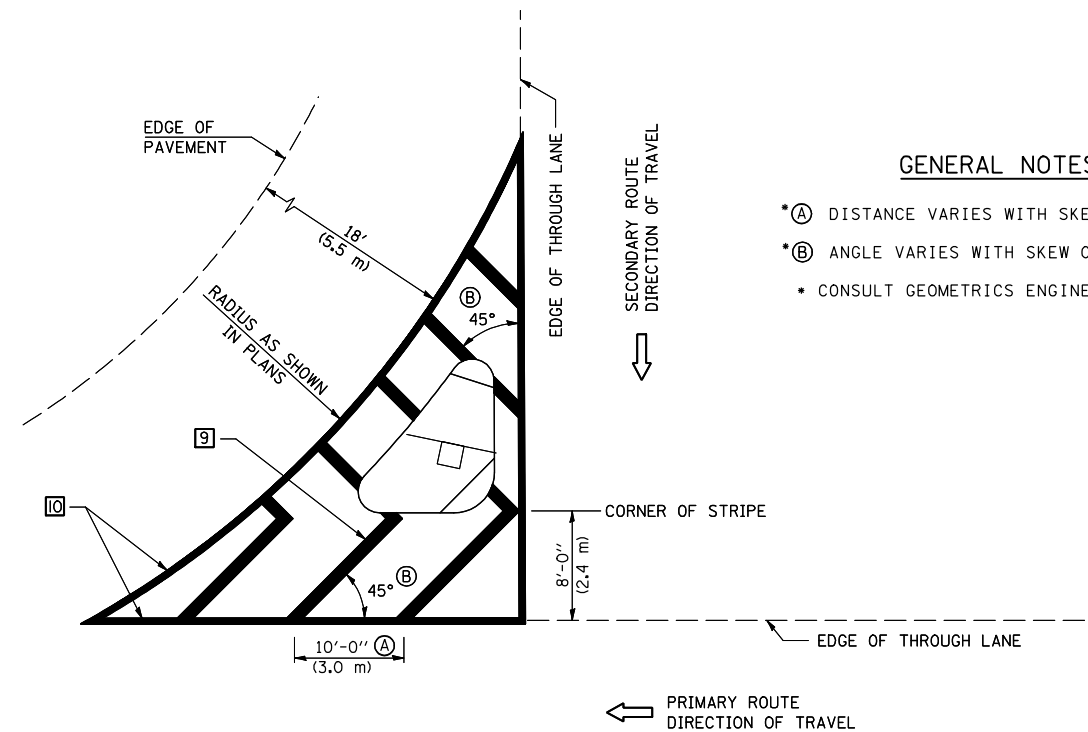 EDGE OF
PAVEMENT
18'
(5.5 m)
RADIUS AS SHOWN
IN PLANS
EDGE OF THROUGH LANE
SECONDARY ROUTE
DIRECTION OF TRAVEL
GENERAL NOTES
*Ⓐ DISTANCE VARIES WITH SKE
*Ⓑ ANGLE VARIES WITH SKEW
* CONSULT GEOMETRICS ENGINE
Ⓑ
45°
9
10
CORNER OF STRIPE
8'-0''
(2.4 m)
45° Ⓑ
10'-0'' Ⓐ
(3.0 m)
EDGE OF THROUGH LANE
PRIMARY ROUTE
DIRECTION OF TRAVEL